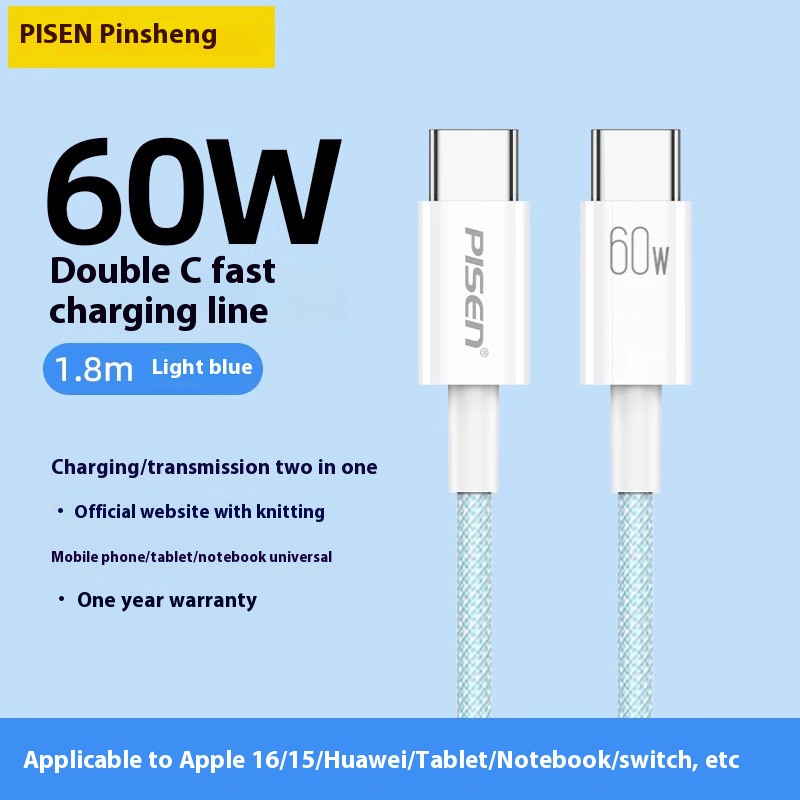 PISEN Pinsheng
60W
Double C fast
charging line
1.8m Light blue
Charging/transmission two in one
• Official website with knitting
Mobile phone/tablet/notebook universal
• One year warranty
PISEN®
60W
Applicable to Apple 16/15/Huawei/Tablet/Notebook/switch, etc